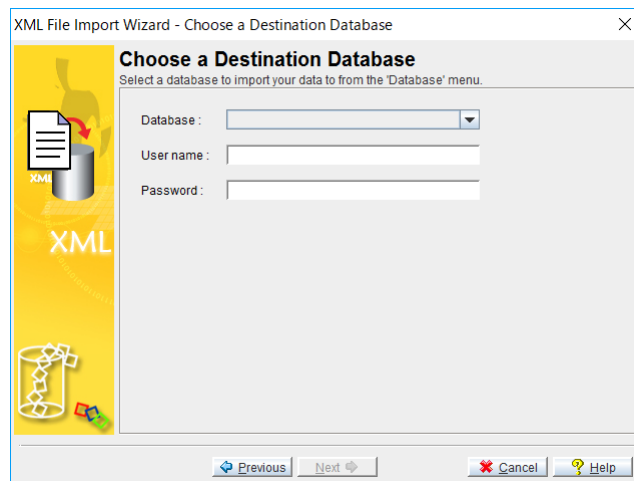 XML File Import Wizard - Choose a Destination Database
Choose a Destination Database
Select a database to import your data to from the 'Database' menu.
Database :
User name :
Password :
XML
XML
Previous
Next
Cancel
Help